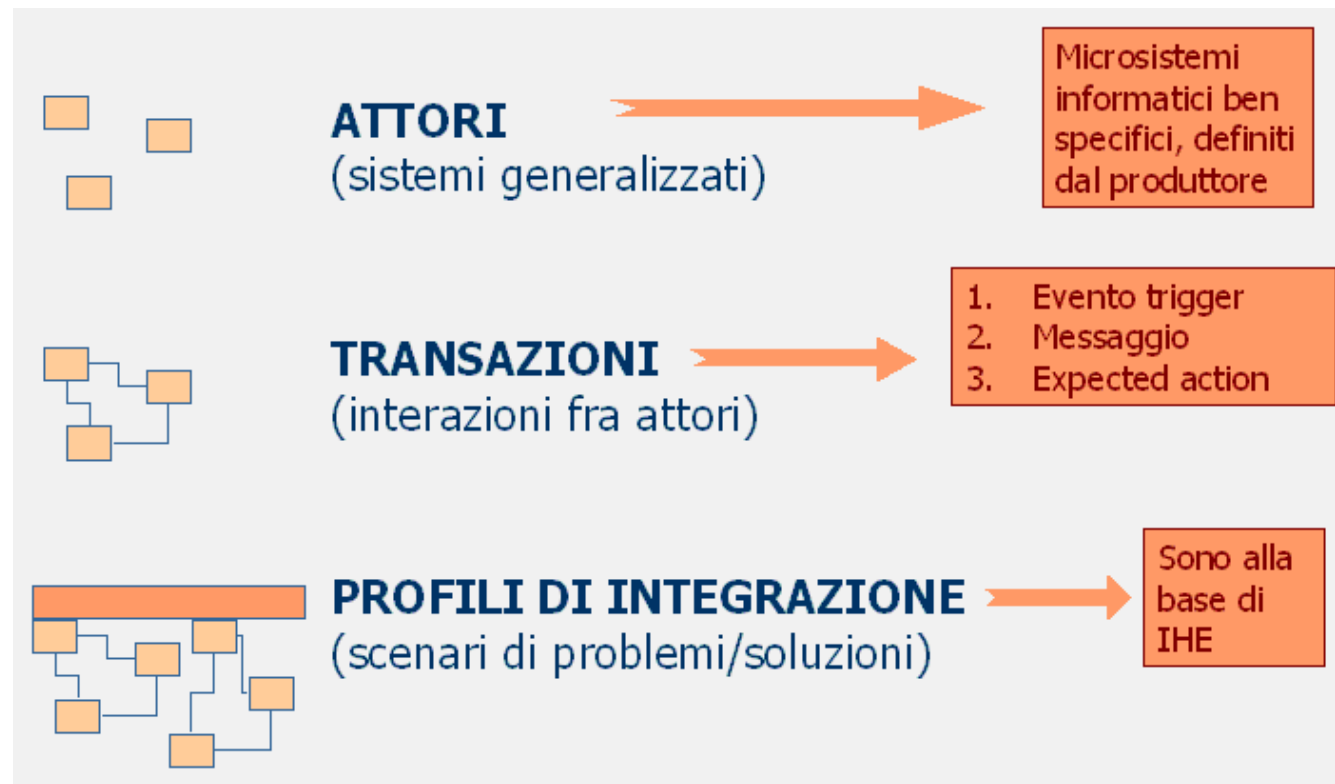 ATTORI
(sistemi generalizzati)
Microsistemi
informatici ben
specifici, definiti
dal produttore
TRANSAZIONI
(interazioni fra attori)
1. Evento trigger
2. Messaggio
3. Expected action
PROFILI DI INTEGRAZIONE
(scenari di problemi/soluzioni)
Sono alla
base di
IHE